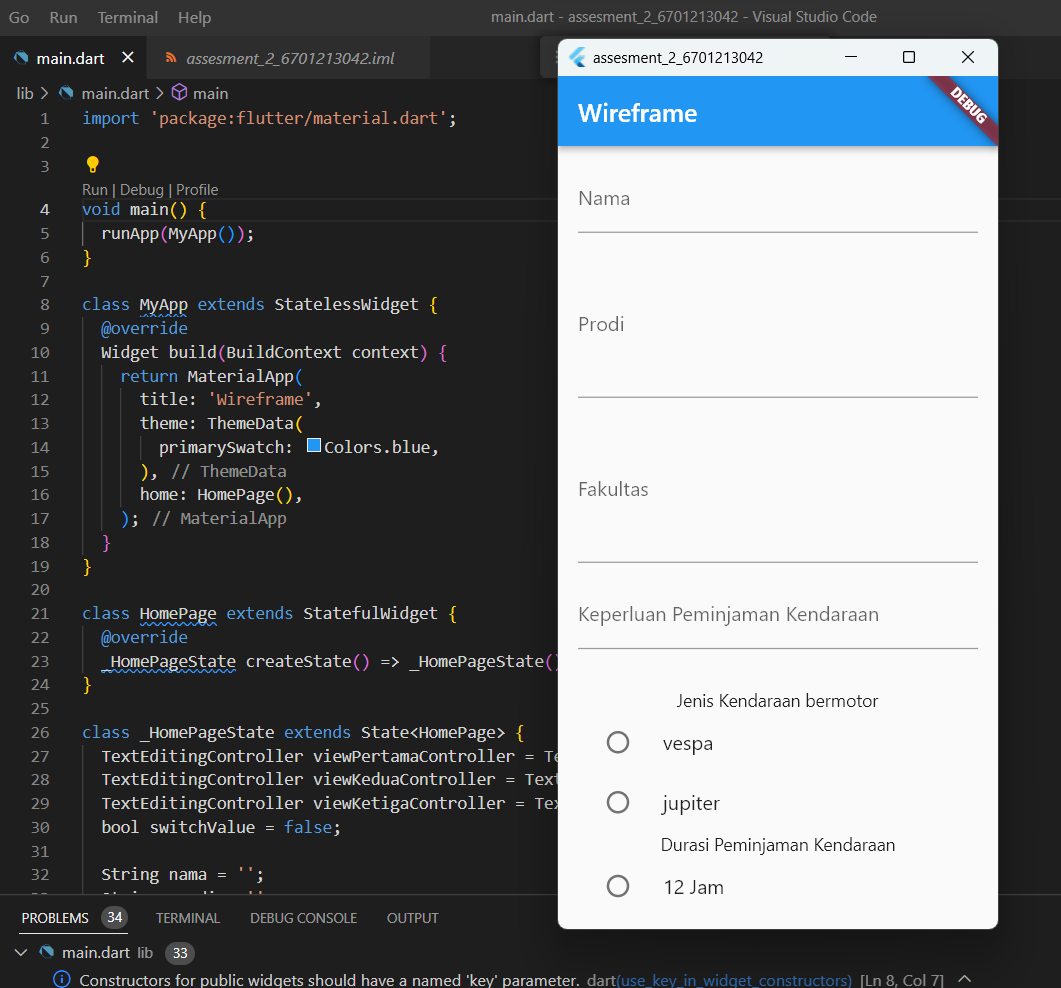 Go Run Terminal Help
main.dart - assesment_2_6701213042 - Visual Studio Code
main.dart
assesment_2_6701213042.iml
lib > main.dart > main
1 import 'package:flutter/material.dart';
2
3
Run | Debug | Profile
4 void main() {
5 runApp(MyApp());
6 }
7
8 class MyApp extends StatelessWidget {
9 @override
10 Widget build(BuildContext context) {
11 return MaterialApp(
12 title: 'Wireframe',
13 theme: ThemeData(
14 primarySwatch: Colors.blue,
15 ), // ThemeData
16 home: HomePage(),
17 ); // MaterialApp
18 }
19 }
20
21 class HomePage extends StatefulWidget {
22 @override
23 _HomePageState createState() => _HomePageState()
24 }
25
26 class _HomePageState extends State<HomePage> {
27 TextEditingController viewPertamaController = Te
28 TextEditingController viewKeduaController = Text
29 TextEditingController viewKetigaController = Tex
30 bool switchValue = false;
31
32 String nama = '';
PROBLEMS 34 TERMINAL DEBUG CONSOLE OUTPUT
main.dart lib 33
Constructors for public widgets should have a named 'key' parameter. dart(use_key_in_widget_constructors) [Ln 8, Col 7]
assesment_2_6701213042
Wireframe
DEBUG
Nama
Prodi
Fakultas
Keperluan Peminjaman Kendaraan
Jenis Kendaraan bermotor
vespa
jupiter
Durasi Peminjaman Kendaraan
12 Jam